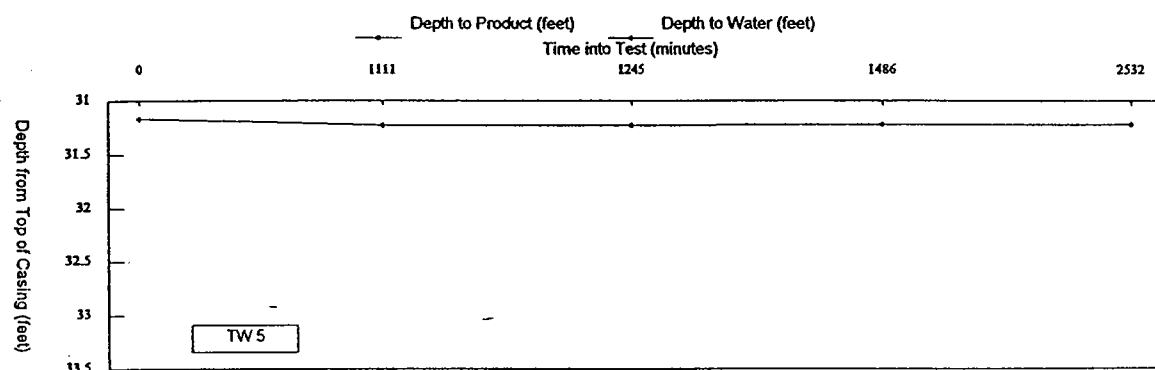 Depth to Product (feet) Depth to Water (feet)
Time into Test (minutes)
0 1111 1245 1486 2532
31
31.5
32
32.5
33
33.5
Depth from Top of Casing (feet)
TW 5